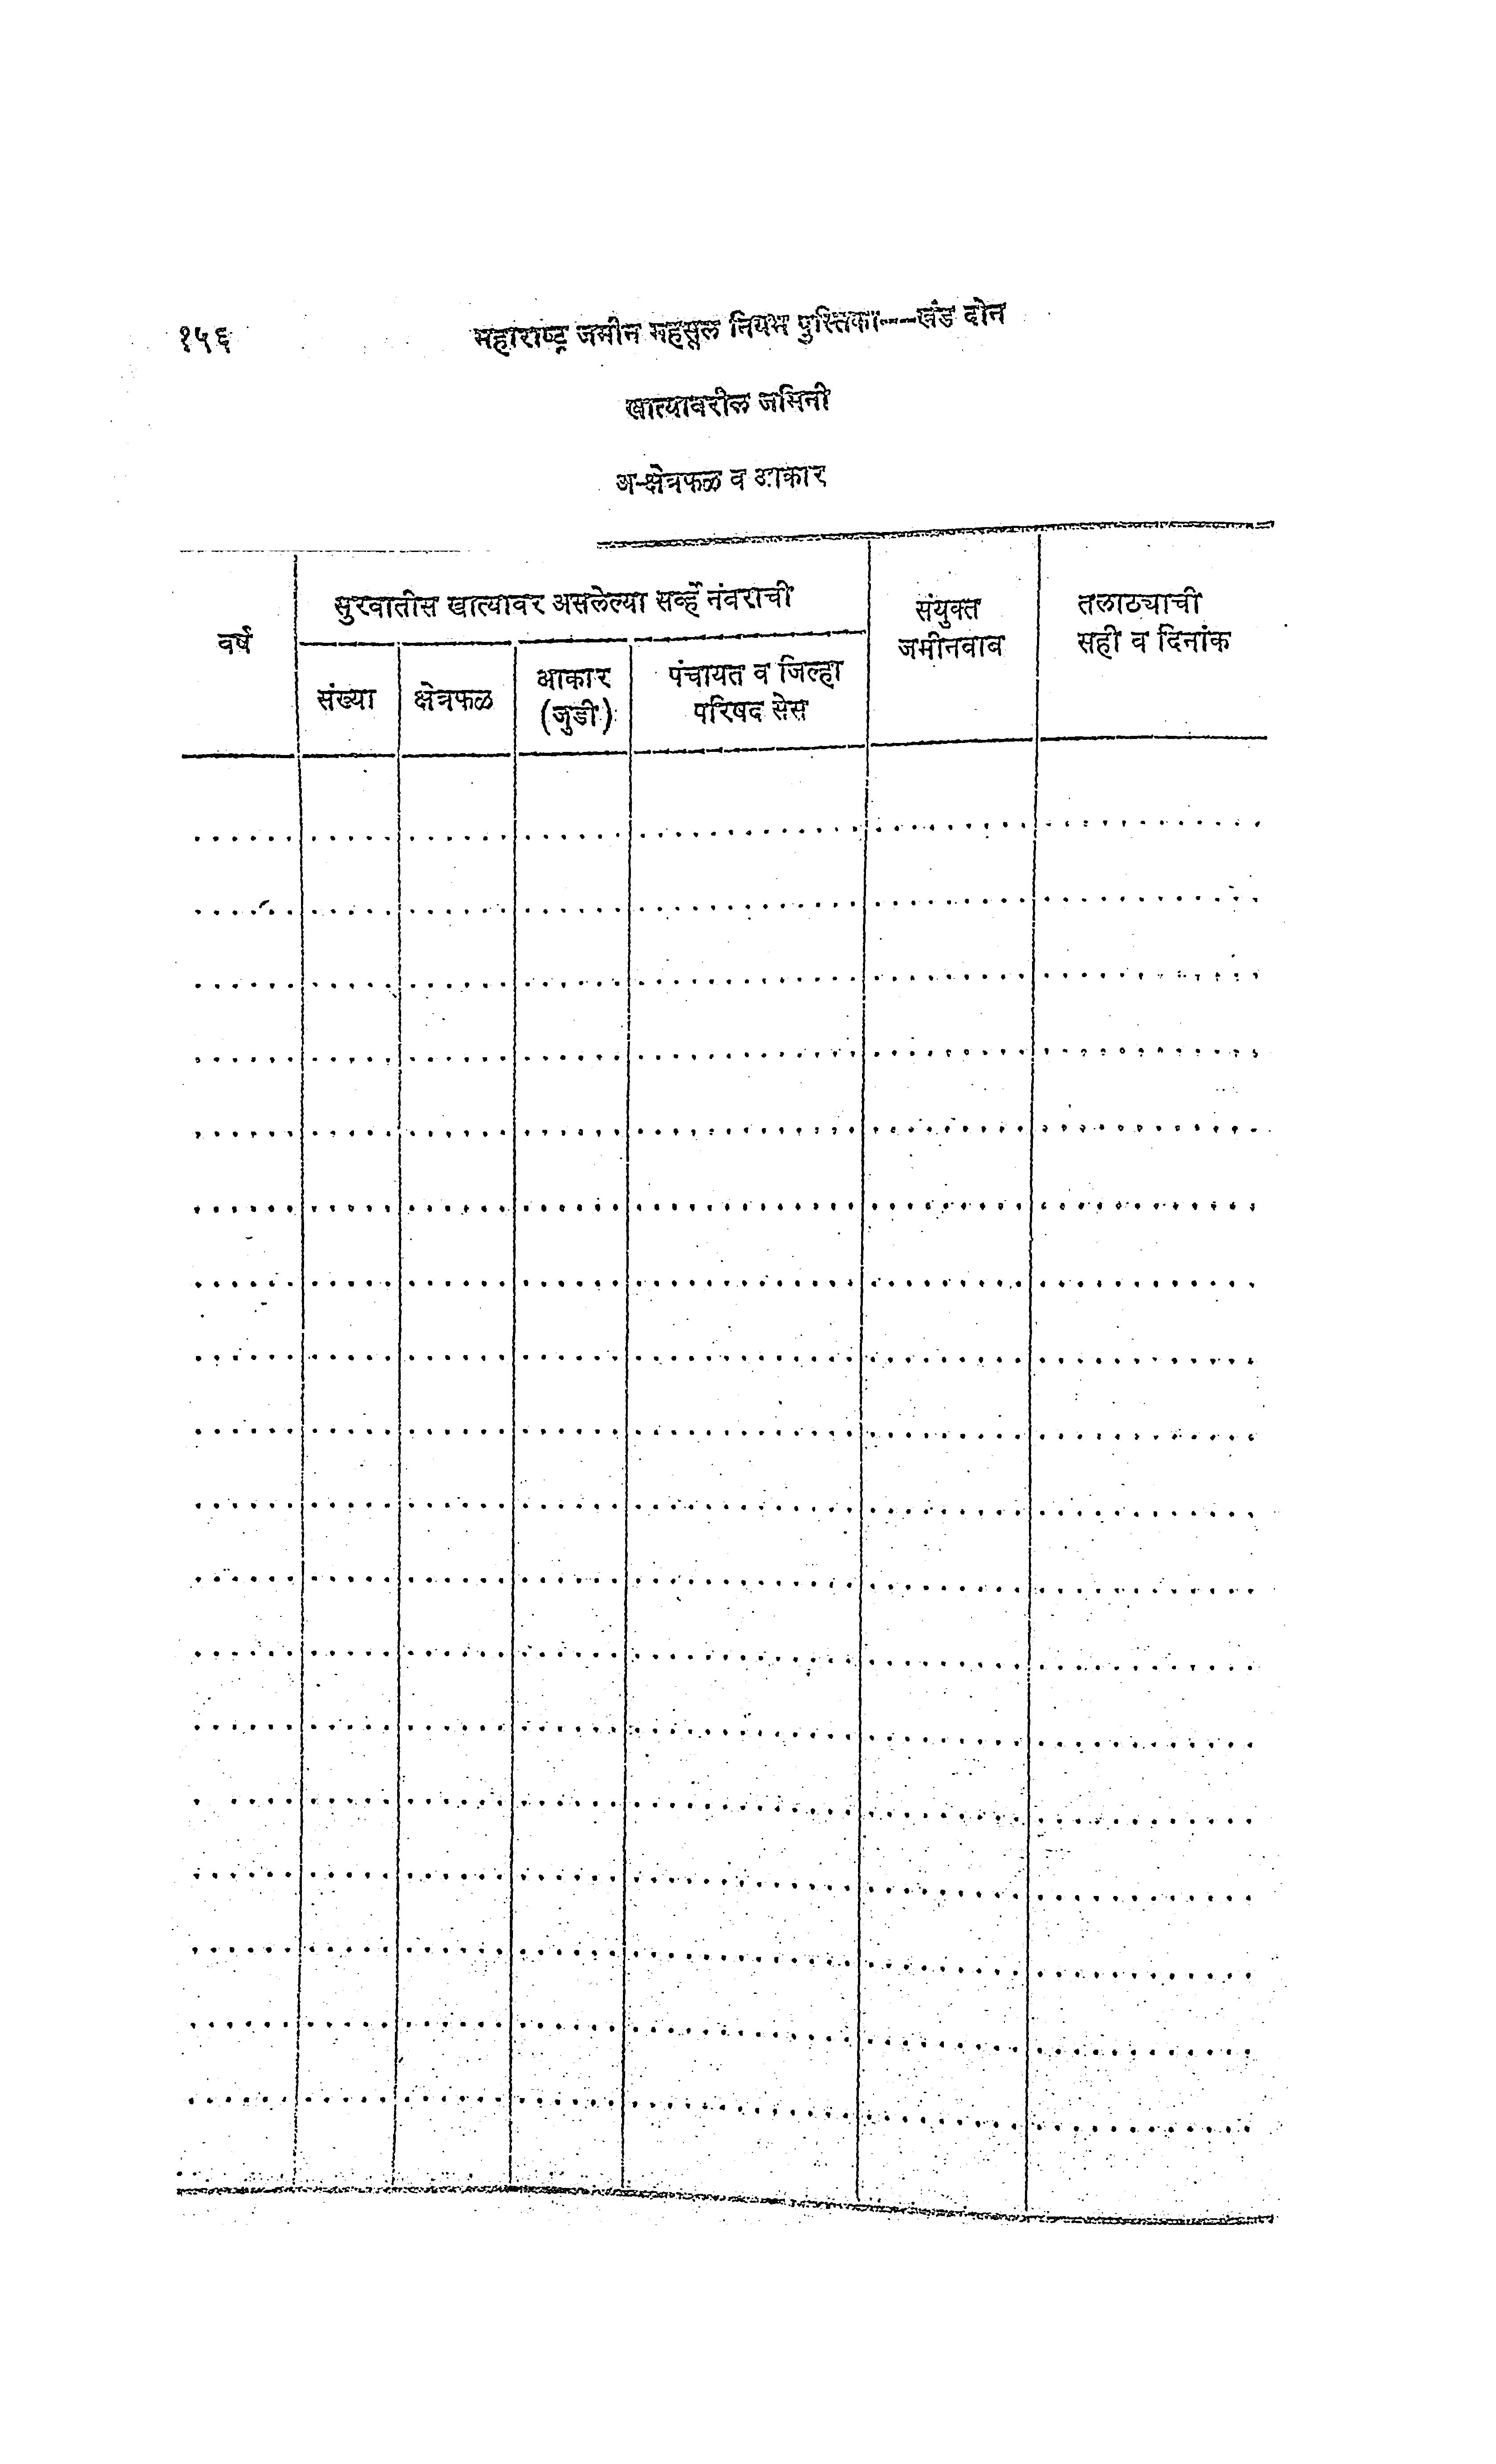 १५६
महाराष्ट्र जमीन महसूल नियम पुस्तिका----खंड दोन
खात्यावरील जमिनी
अ-क्षेत्रफळ व आकार
वर्ष
सुरवातीस खात्यावर असलेल्या सर्व्हे नंबराची
संख्या
क्षेत्रफळ
आकार
(जुडी)
पंचायत व जिल्हा
परिषद सेस
संयुक्त
जमीनवाब
तलाठ्याची
सही व दिनांक